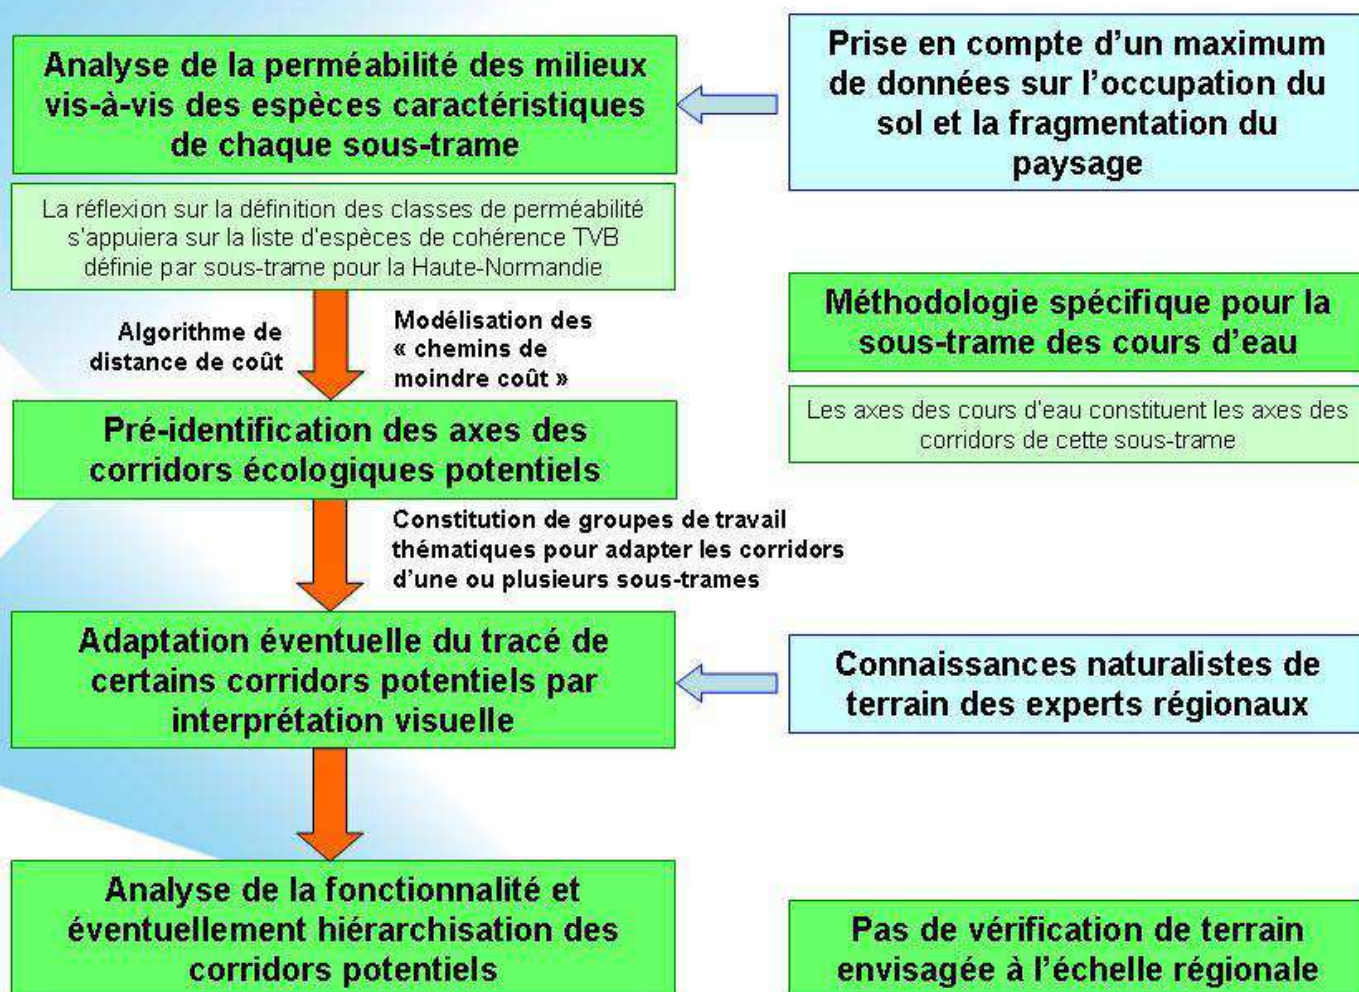 Analyse de la perméabilité des milieux
vis-à-vis des espèces caractéristiques
de chaque sous-trame
Prise en compte d'un maximum
de données sur l'occupation du
sol et la fragmentation du
paysage
La réflexion sur la définition des classes de perméabilité
s'appuiera sur la liste d'espèces de cohérence TVB
définie par sous-trame pour la Haute-Normandie
Algorithme de
distance de coût
Modélisation des
« chemins de
moindre coût »
Méthodologie spécifique pour la
sous-trame des cours d'eau
Les axes des cours d'eau constituent les axes des
corridors de cette sous-trame
Pré-identification des axes des
corridors écologiques potentiels
Constitution de groupes de travail
thématiques pour adapter les corridors
d'une ou plusieurs sous-trames
Adaptation éventuelle du tracé de
certains corridors potentiels par
interprétation visuelle
Connaissances naturalistes de
terrain des experts régionaux
Analyse de la fonctionnalité et
éventuellement hiérarchisation des
corridors potentiels
Pas de vérification de terrain
envisagée à l'échelle régionale